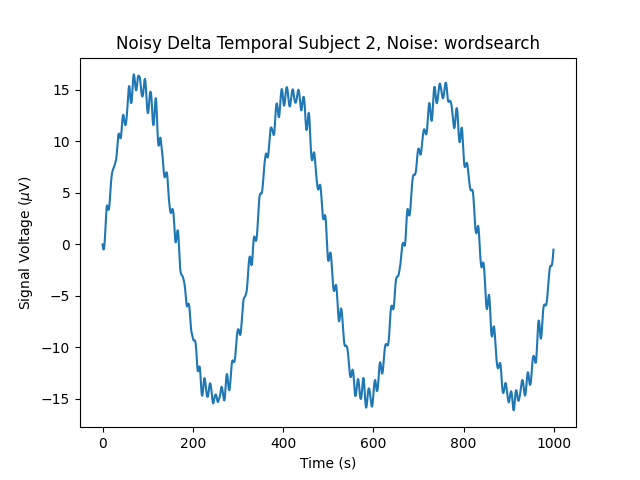 Noisy Delta Temporal Subject 2, Noise: wordsearch
Signal Voltage (μV)
15
10
5
0
−5
−10
−15
0 200 400 600 800 1000
Time (s)